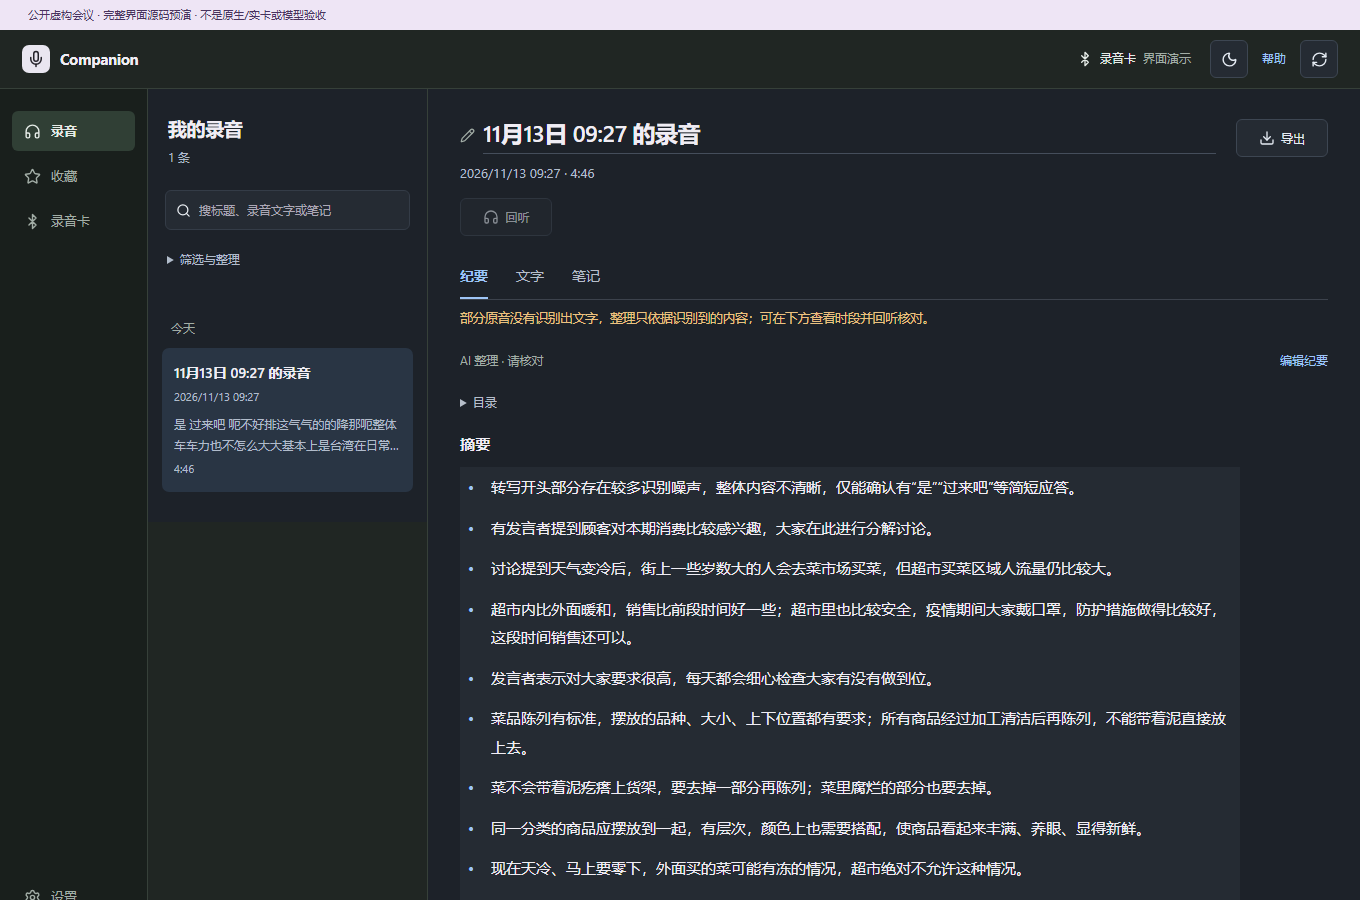 公开虚构会议 · 完整界面源码预演 · 不是原生/实卡或模型验收
Companion
录音卡 界面演示
帮助
录音
收藏
录音卡
设置
我的录音
1 条
搜标题、录音文字或笔记
筛选与整理
今天
11月13日 09:27 的录音
2026/11/13 09:27
是 过来吧 呃不好排这气气的的降那呃整体
车车力也不怎么大大基本上是台湾在日常...
4:46
11月13日 09:27 的录音
导出
2026/11/13 09:27 · 4:46
回听
纪要 文字 笔记
部分原音没有识别出文字，整理只依据识别到的内容；可在下方查看时段并回听核对。
AI 整理 · 请核对
编辑纪要
目录
摘要
转写开头部分存在较多识别噪声，整体内容不清晰，仅能确认有“是”“过来吧”等简短应答。
有发言者提到顾客对本期消费比较感兴趣，大家在此进行分解讨论。
讨论提到天气变冷后，街上一些岁数大的人会去菜市场买菜，但超市买菜区域人流量仍比较大。
超市内比外面暖和，销售比前段时间好一些；超市里也比较安全，疫情期间大家戴口罩，防护措施做得比较好，
这段时间销售还可以。
发言者表示对大家要求很高，每天都会细心检查大家有没有做到位。
菜品陈列有标准，摆放的品种、大小、上下位置都有要求；所有商品经过加工清洁后再陈列，不能带着泥直接放
上去。
菜不会带着泥疙瘩上货架，要去掉一部分再陈列；菜里腐烂的部分也要去掉。
同一分类的商品应摆放到一起，有层次，颜色上也需要搭配，使商品看起来丰满、养眼、显得新鲜。
现在天冷、马上要零下，外面买的菜可能有冻的情况，超市绝对不允许这种情况。